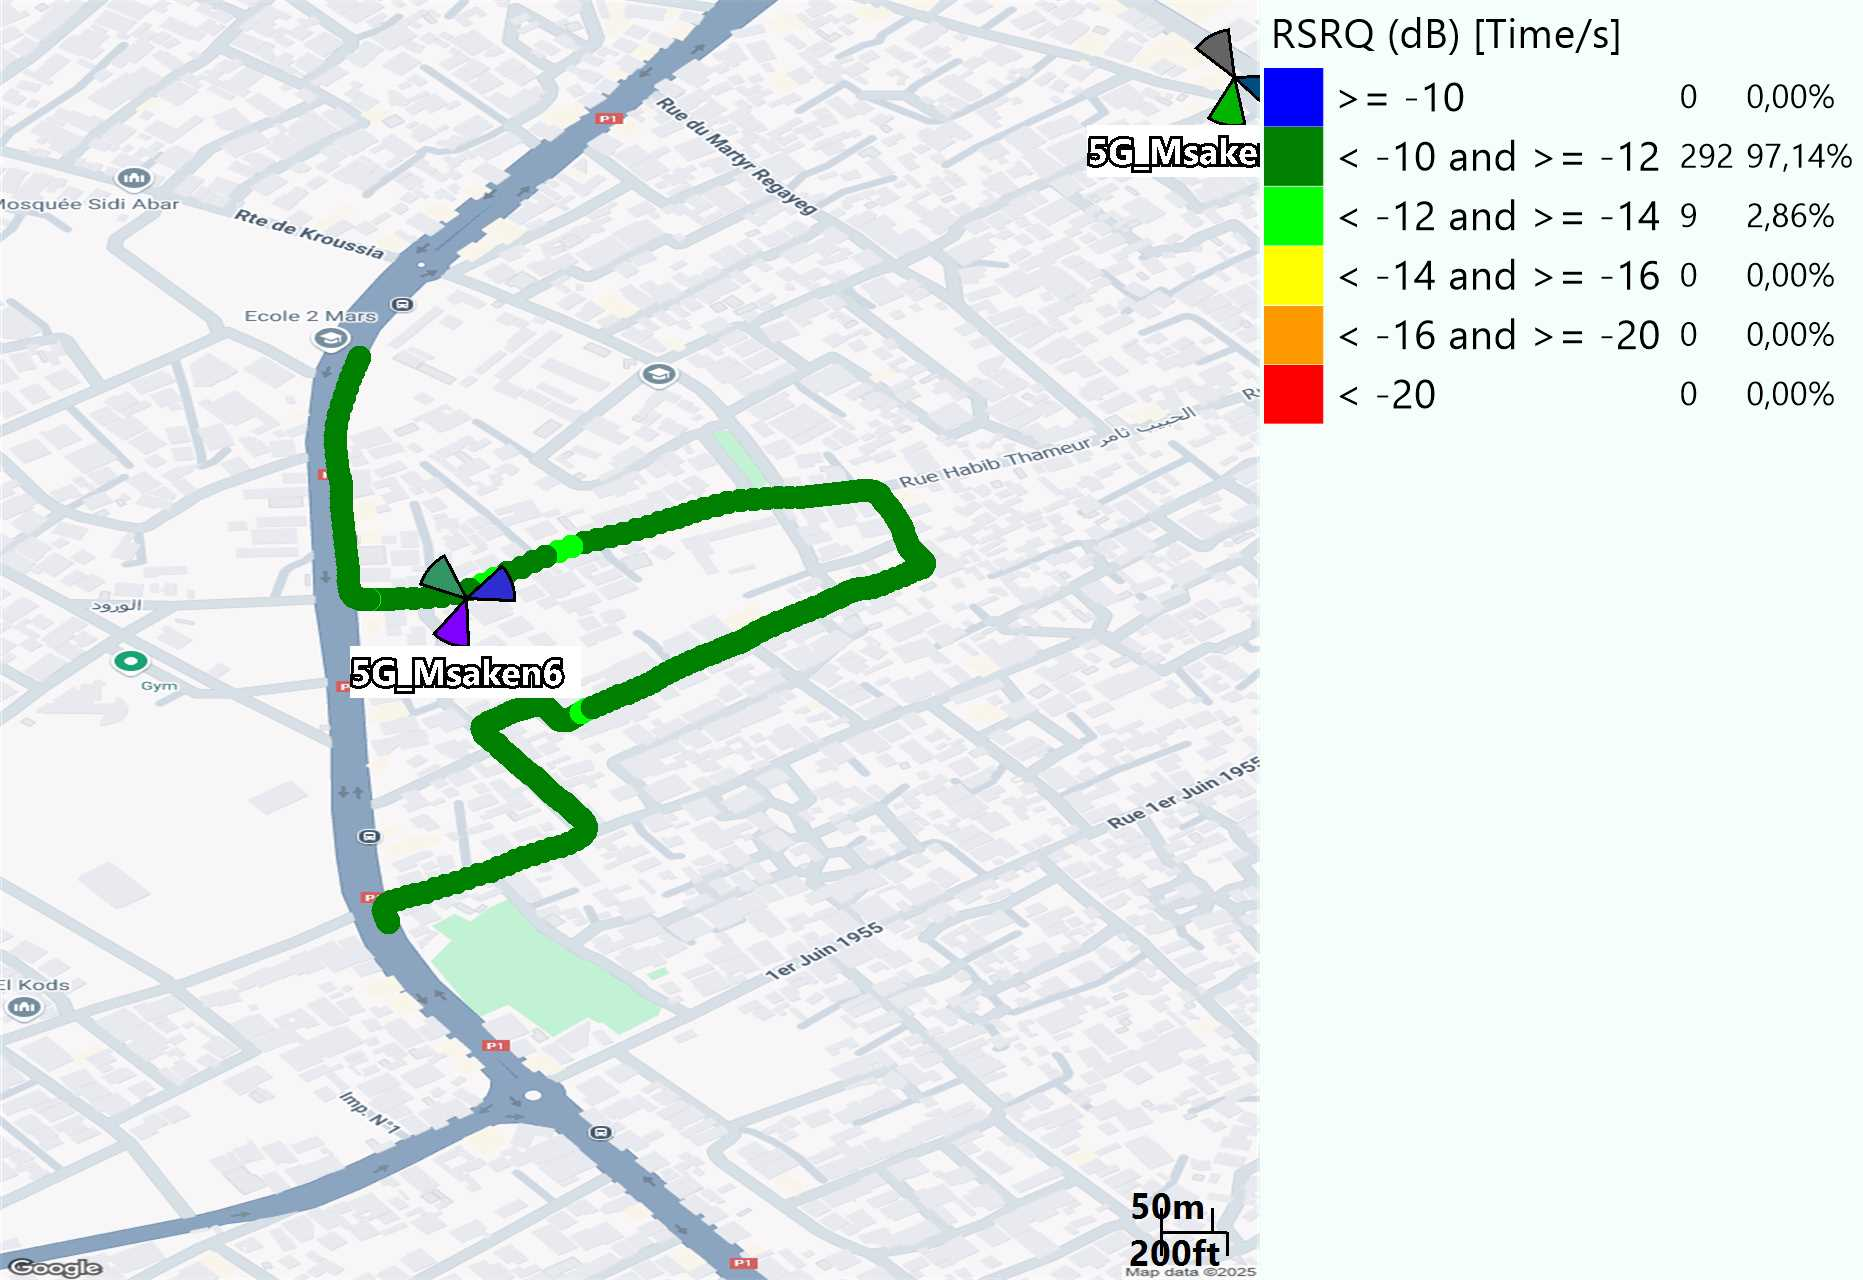 RSRQ (dB) [Time/s]
>= -10 0 0,00%
< -10 and >= -12 292 97,14%
< -12 and >= -14 9 2,86%
< -14 and >= -16 0 0,00%
< -16 and >= -20 0 0,00%
< -20 0 0,00%
P1
Rue du Martyr Regayeg
5G_Msake
Mosquée Sidi Abar
Rte de Kroussia
Ecole 2 Mars
Rue Habib Thameur الحبيب ثامر
الورود
Gym
5G_Msaken6
Rue 1er Juin 1955
1er Juin 1955
El Kods
P1
Imp. N°1
50m
200ft
P1
Google
Map data ©2025